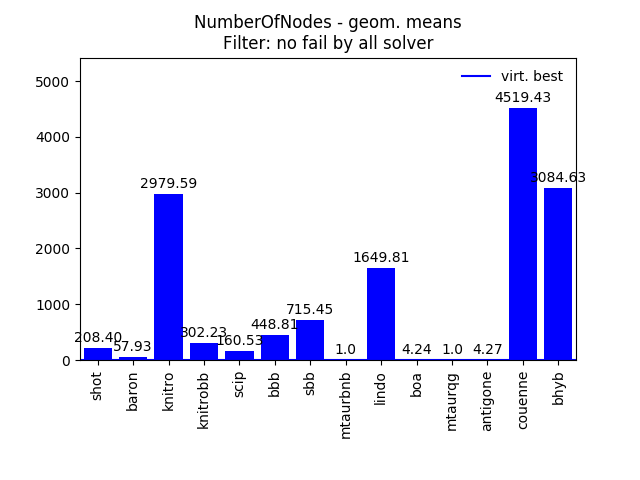 NumberOfNodes - geom. means
Filter: no fail by all solver
virt. best
5000
4000
3000
2000
1000
0
208.40
57.93
2979.59
302.23
160.53
448.81
715.45
1.0
1649.81
4.24
1.0
4.27
4519.43
3084.63
shot
baron
knitro
knitrobb
scip
bbb
sbb
mtaurbnb
lindo
boa
mtaurqg
antigone
couenne
bhyb